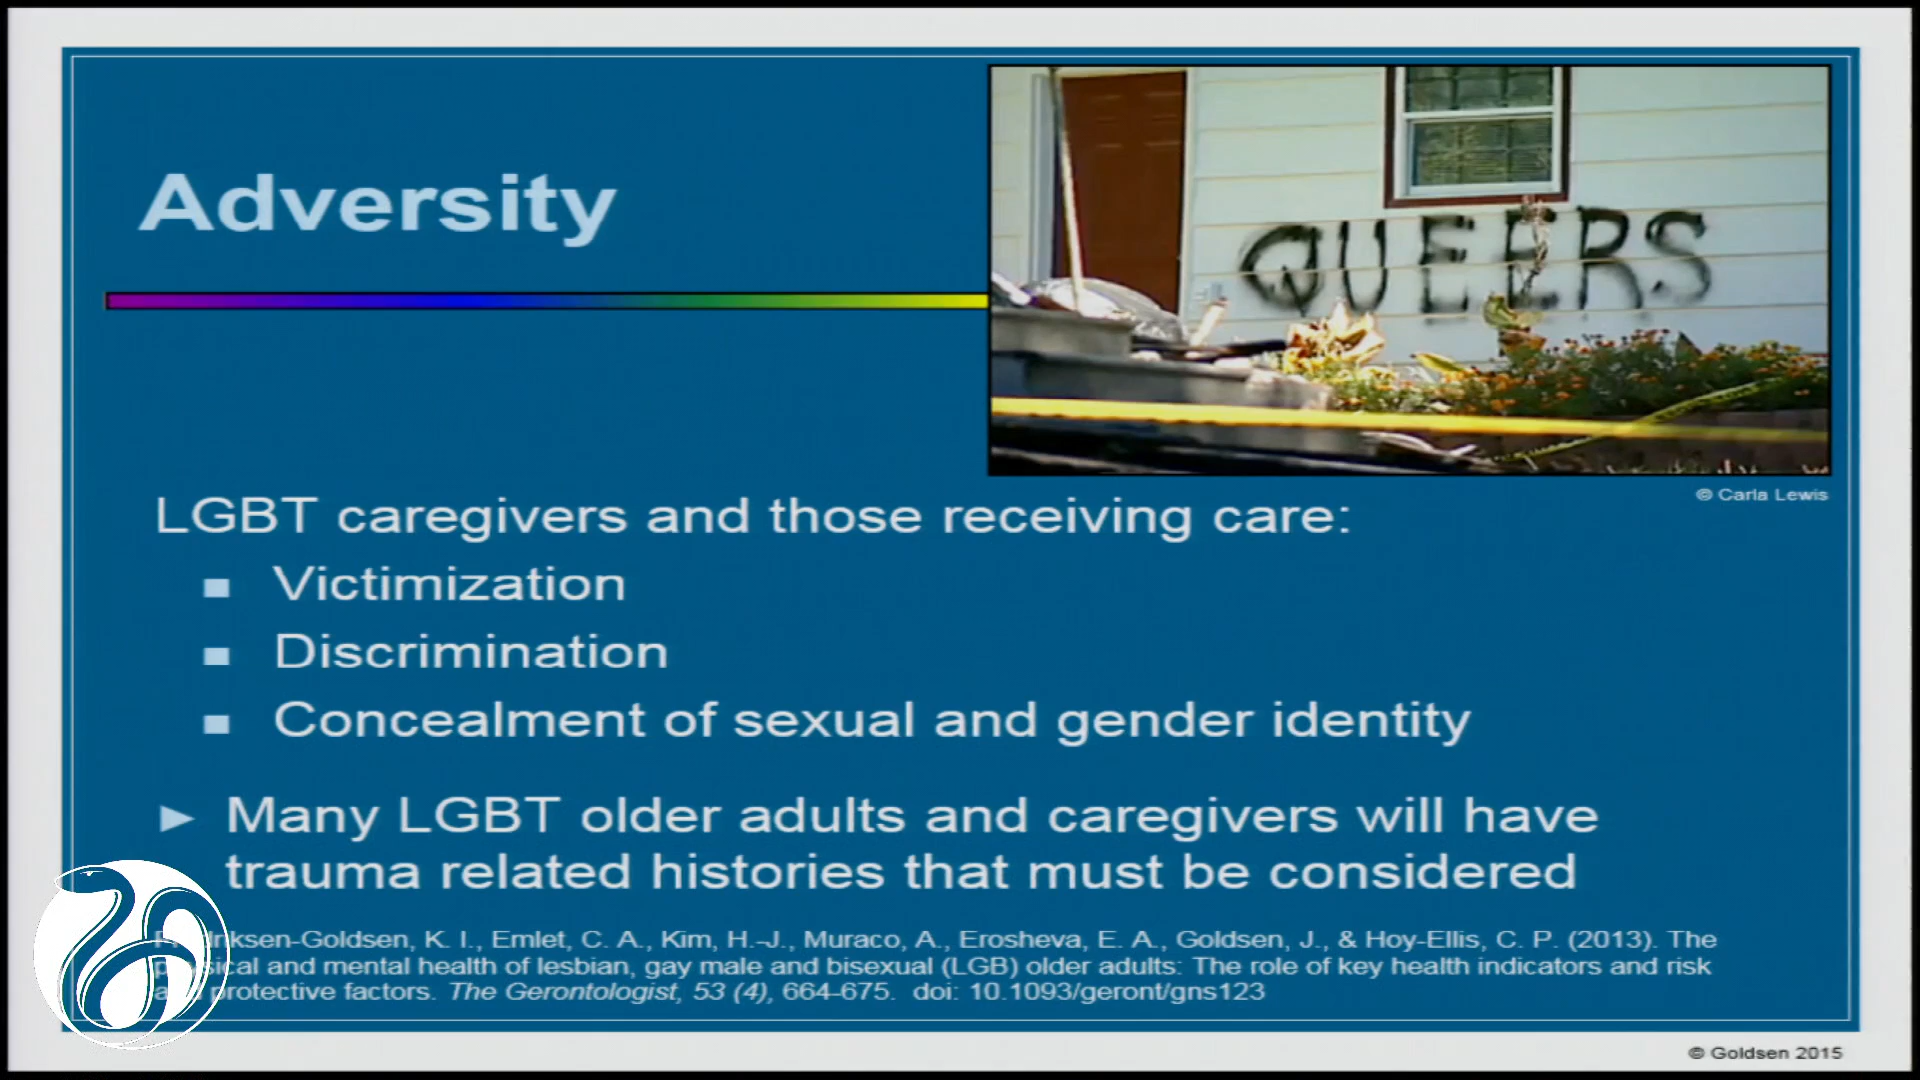 Adversity
QUEERS
© Carla Lewis
LGBT caregivers and those receiving care:
Victimization
Discrimination
Concealment of sexual and gender identity
Many LGBT older adults and caregivers will have
trauma related histories that must be considered
Fredriksen-Goldsen, K. I., Emlet, C. A., Kim, H.-J., Muraco, A., Erosheva, E. A., Goldsen, J., & Hoy-Ellis, C. P. (2013). The
physical and mental health of lesbian, gay male and bisexual (LGB) older adults: The role of key health indicators and risk
and protective factors. The Gerontologist, 53 (4), 664-675. doi: 10.1093/geront/gns123
© Goldsen 2015